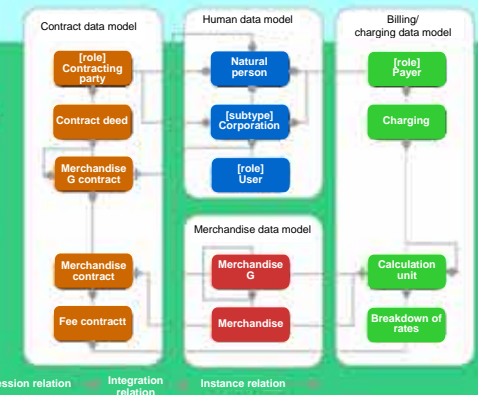 Contract data model
[role]
Contracting
party
Contract deed
Merchandise
G contract
Merchandise
contract
Fee contractt
Human data model
Natural
person
[subtype]
Corporation
[role]
User
Merchandise data model
Merchandise
G
Merchandise
Billing/
charging data model
[role]
Payer
Charging
Calculation
unit
Breakdown of
rates
ession relation
Integration
relation
Instance relation